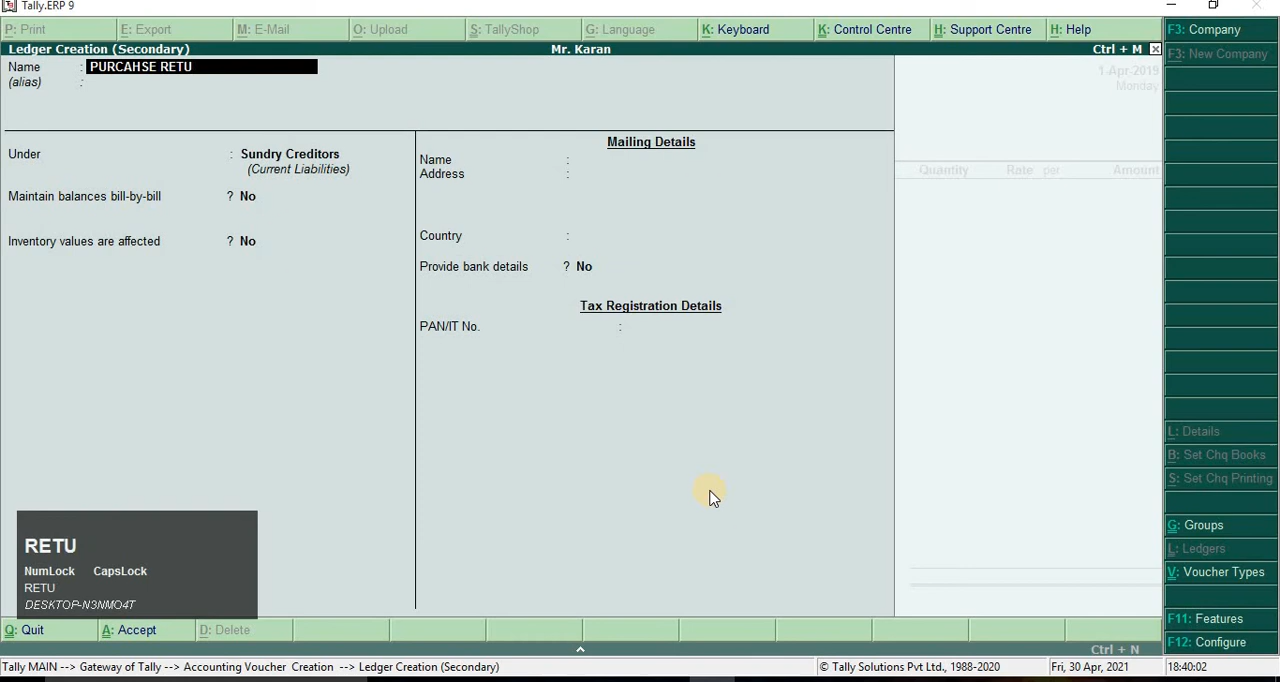 Tally.ERP 9
P: Print E: Export M: E-Mail O: Upload S: TallyShop G: Language K: Keyboard K: Control Centre H: Support Centre H: Help F3: Company
Ledger Creation (Secondary) Mr. Karan Ctrl + M F3: New Company
Name : PURCAHSE RETU
(alias) :
1-Apr-2019
Monday
Under : Sundry Creditors
(Current Liabilities)
Maintain balances bill-by-bill ? No
Inventory values are affected ? No
Mailing Details
Name :
Address :
Country :
Provide bank details ? No
Tax Registration Details
PAN/IT No. :
Quantity Rate per Amount
L: Details
B: Set Chq Books
S: Set Chq Printing
G: Groups
L: Ledgers
V: Voucher Types
F11: Features
F12: Configure
RETU
NumLock CapsLock
RETU
DESKTOP-N3NMO4T
Q: Quit A: Accept D: Delete
Ctrl + N
Tally MAIN --> Gateway of Tally --> Accounting Voucher Creation --> Ledger Creation (Secondary) © Tally Solutions Pvt Ltd., 1988-2020 Fri, 30 Apr, 2021 18:40:02